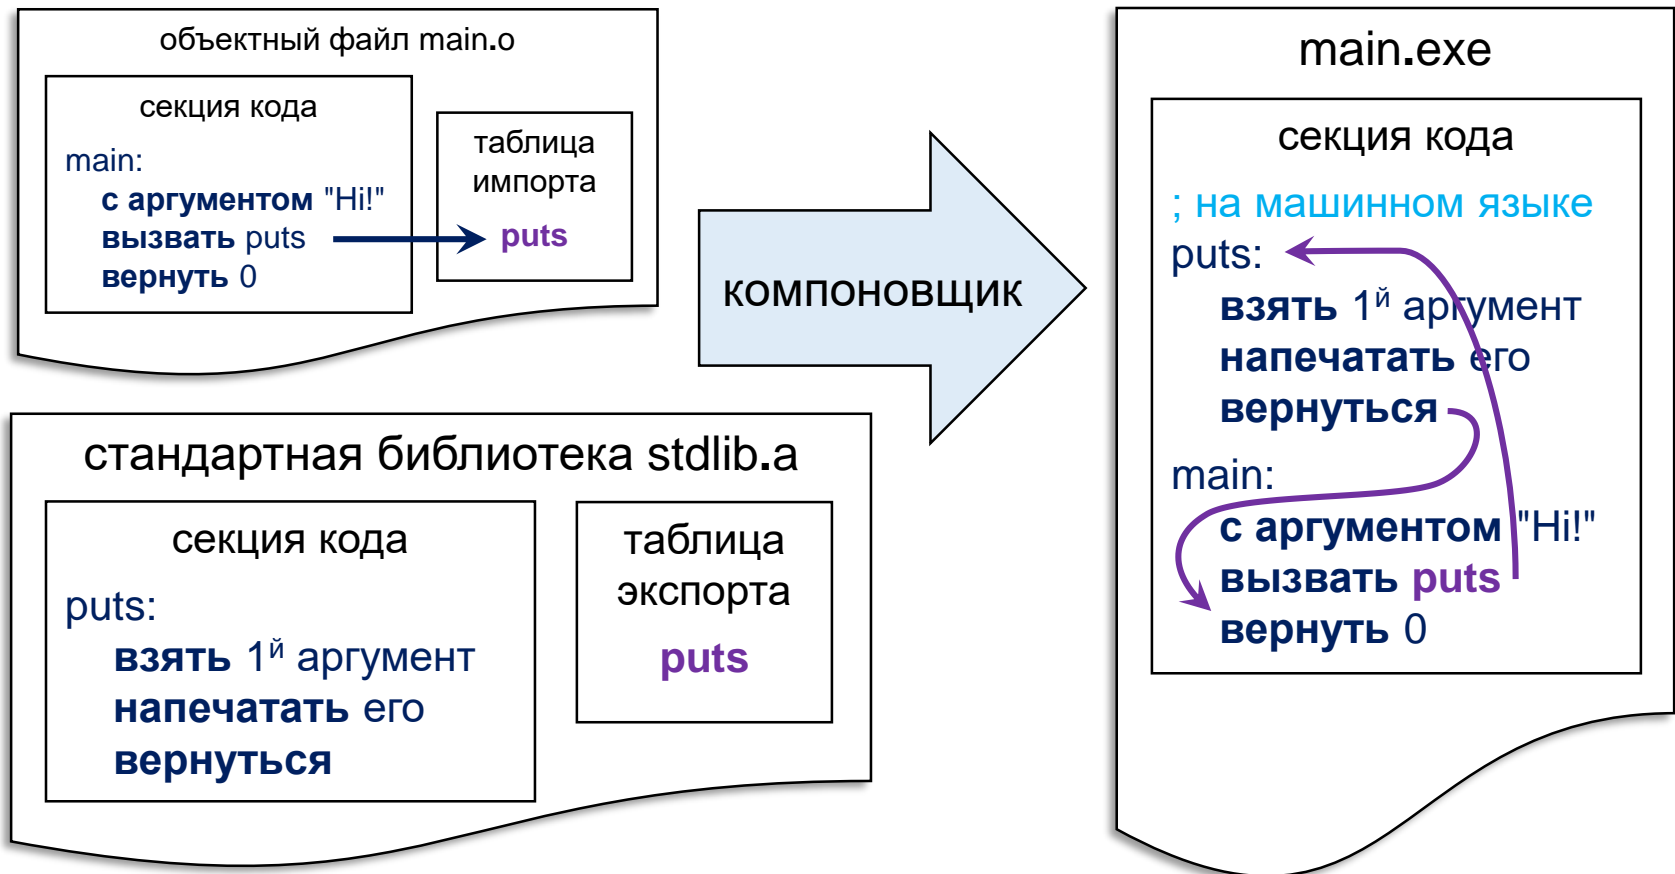 объектный файл main.o
секция кода
main:
с аргументом "Hi!"
вызвать puts
вернуть 0
таблица
импорта
puts
стандартная библиотека stdlib.a
секция кода
puts:
взять 1й аргумент
напечатать его
вернуться
таблица
экспорта
puts
компоновщик
main.exe
секция кода
; на машинном языке
puts:
взять 1й аргумент
напечатать его
вернуться
main:
с аргументом "Hi!"
вызвать puts
вернуть 0